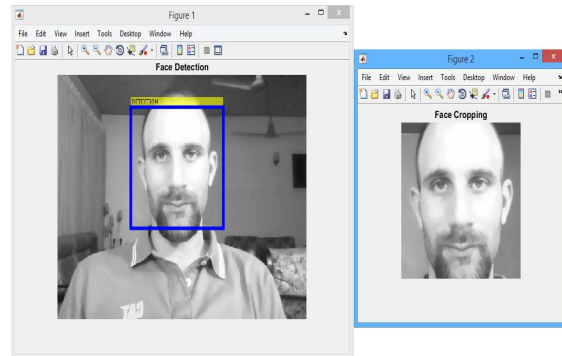 Figure 1
File Edit View Insert Tools Desktop Window Help
Face Detection
DETECTION
Figure 2
File Edit View Insert Tools Desktop Window Help
Face Cropping